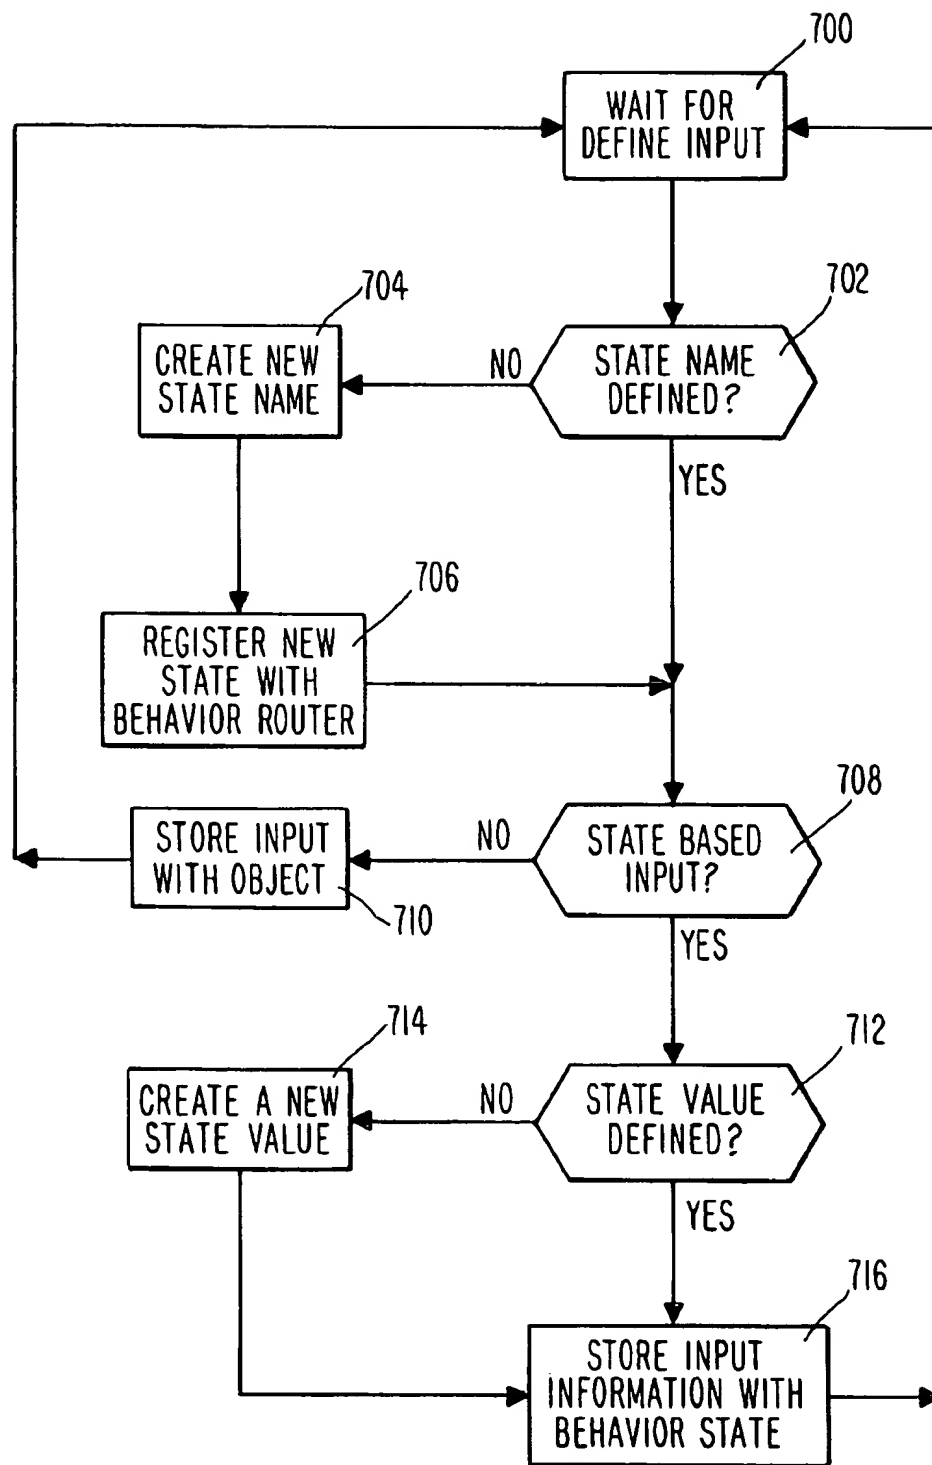 700
WAIT FOR
DEFINE INPUT
702
STATE NAME
DEFINED?
NO
YES
704
CREATE NEW
STATE NAME
706
REGISTER NEW
STATE WITH
BEHAVIOR ROUTER
708
STATE BASED
INPUT?
NO
YES
STORE INPUT
WITH OBJECT
710
712
STATE VALUE
DEFINED?
NO
YES
714
CREATE A NEW
STATE VALUE
716
STORE INPUT
INFORMATION WITH
BEHAVIOR STATE